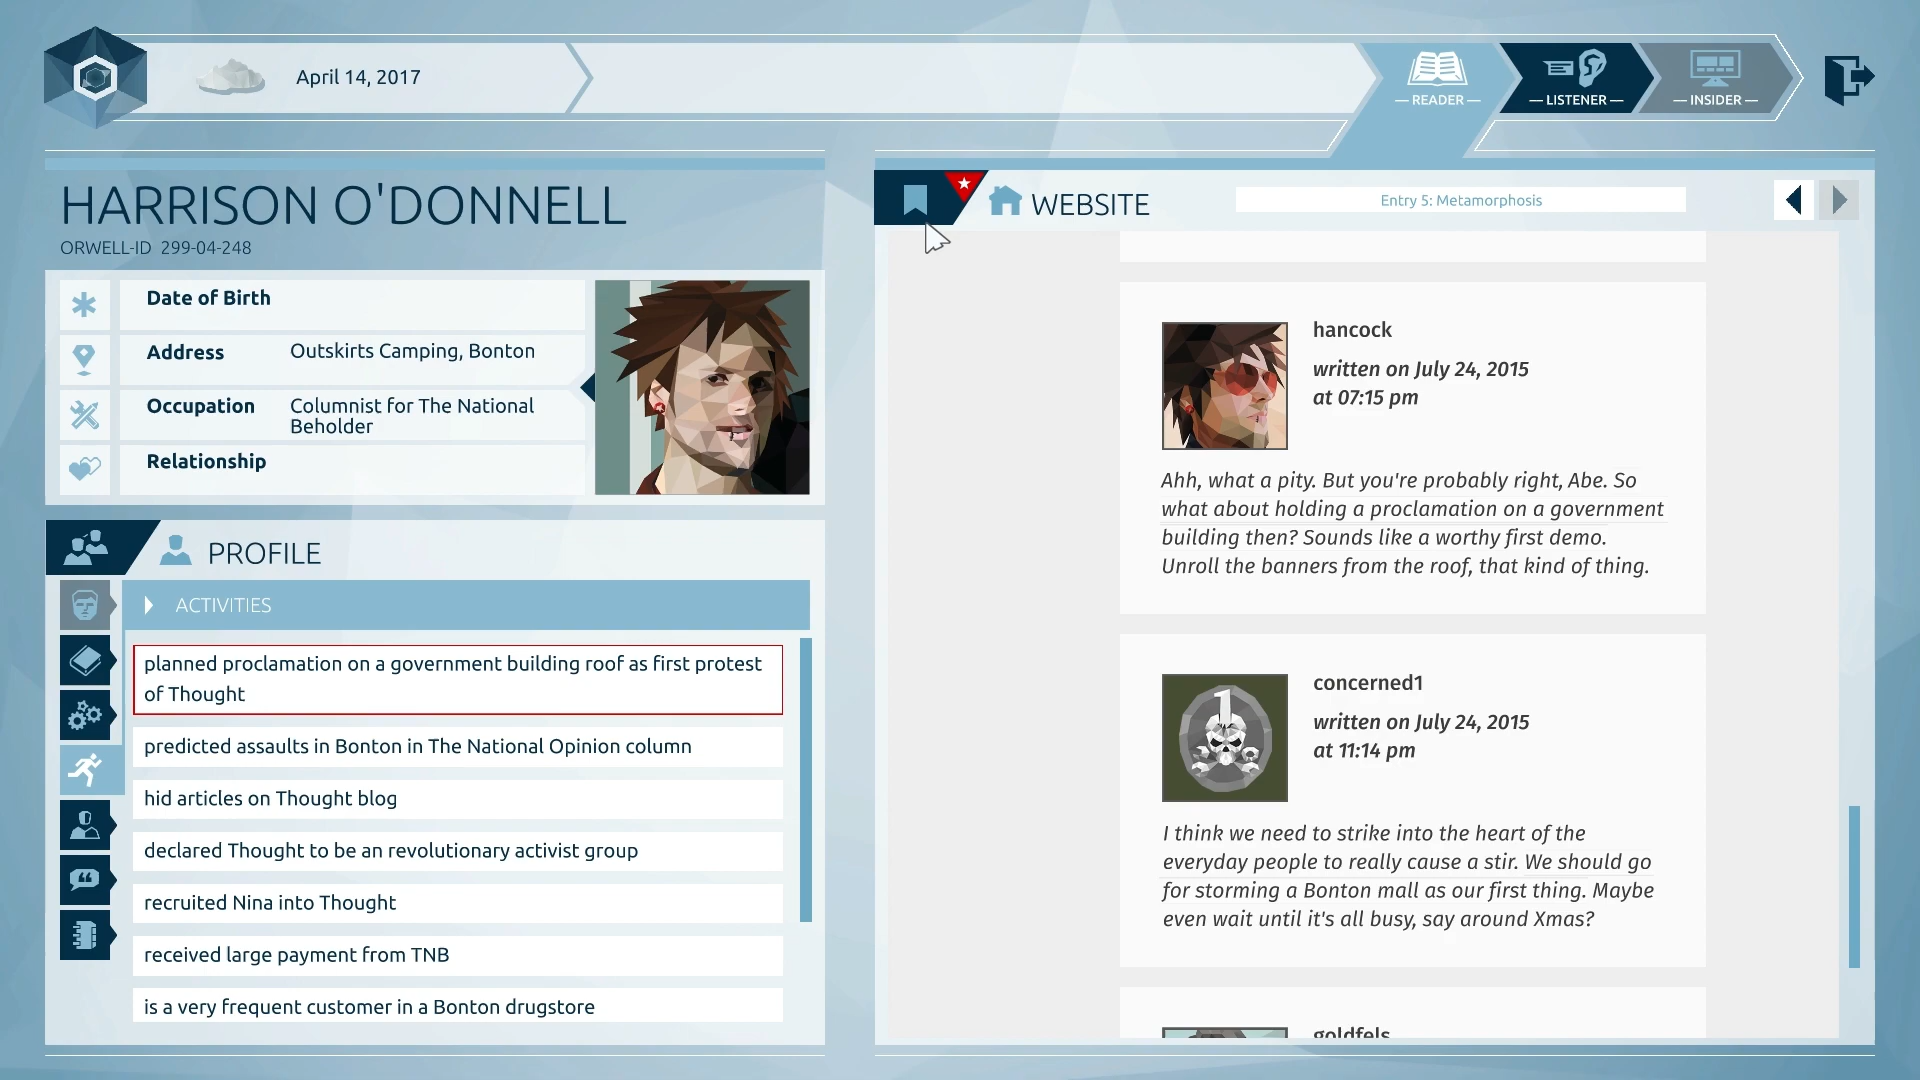 April 14, 2017
READER
LISTENER
INSIDER
HARRISON O'DONNELL
ORWELL-ID 299-04-248
Date of Birth
Address Outskirts Camping, Bonton
Occupation Columnist for The National
Beholder
Relationship
PROFILE
ACTIVITIES
planned proclamation on a government building roof as first protest
of Thought
predicted assaults in Bonton in The National Opinion column
hid articles on Thought blog
declared Thought to be an revolutionary activist group
recruited Nina into Thought
received large payment from TNB
is a very frequent customer in a Bonton drugstore
WEBSITE
Entry 5: Metamorphosis
hancock
written on July 24, 2015
at 07:15 pm
Ahh, what a pity. But you're probably right, Abe. So
what about holding a proclamation on a government
building then? Sounds like a worthy first demo.
Unroll the banners from the roof, that kind of thing.
concerned1
written on July 24, 2015
at 11:14 pm
I think we need to strike into the heart of the
everyday people to really cause a stir. We should go
for storming a Bonton mall as our first thing. Maybe
even wait until it's all busy, say around Xmas?
goldfels